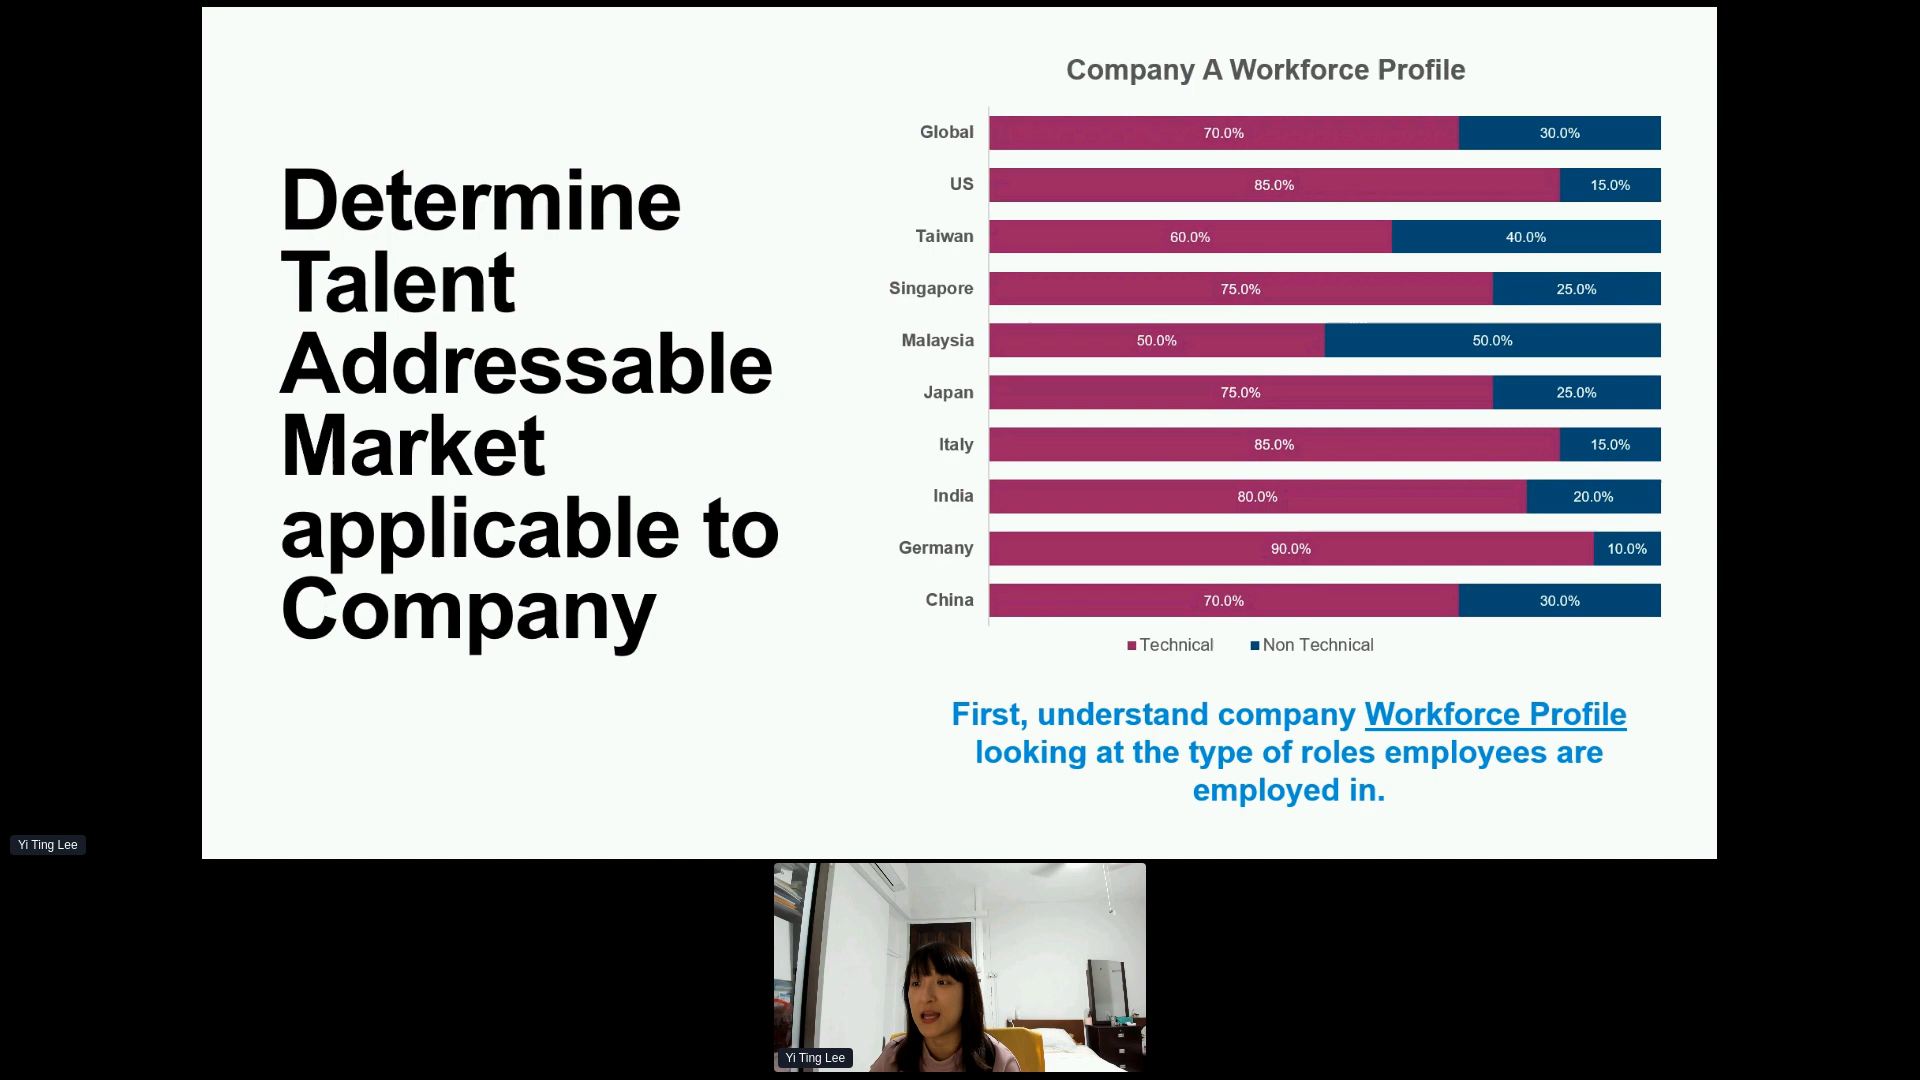 Determine
Talent
Addressable
Market
applicable to
Company
Company A Workforce Profile
Global 70.0% 30.0%
US 85.0% 15.0%
Taiwan 60.0% 40.0%
Singapore 75.0% 25.0%
Malaysia 50.0% 50.0%
Japan 75.0% 25.0%
Italy 85.0% 15.0%
India 80.0% 20.0%
Germany 90.0% 10.0%
China 70.0% 30.0%
Technical Non Technical
First, understand company Workforce Profile
looking at the type of roles employees are
employed in.
Yi Ting Lee
Yi Ting Lee